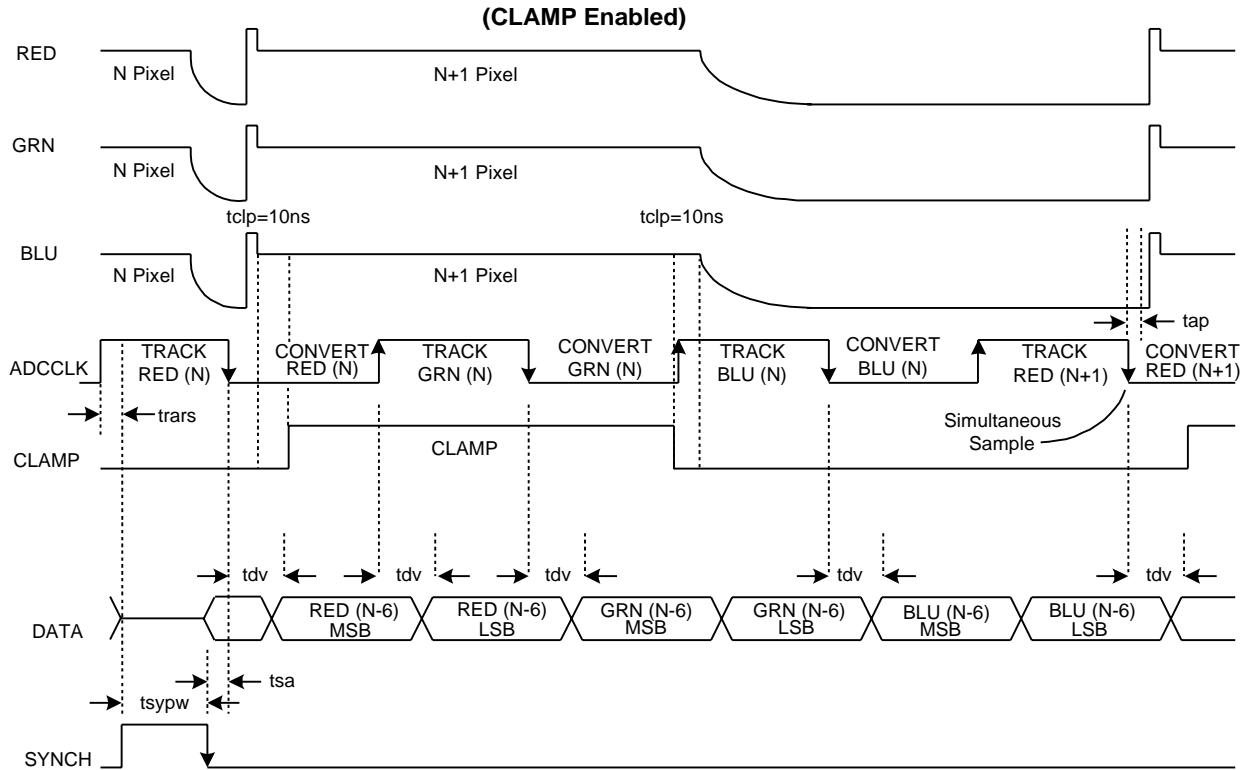 (CLAMP Enabled)
RED
N Pixel
N+1 Pixel
GRN
N Pixel
N+1 Pixel
tclp=10ns
tclp=10ns
BLU
N Pixel
N+1 Pixel
tap
ADCCLK
TRACK
RED (N)
CONVERT
RED (N)
TRACK
GRN (N)
CONVERT
GRN (N)
TRACK
BLU (N)
CONVERT
BLU (N)
TRACK
RED (N+1)
CONVERT
RED (N+1)
trars
Simultaneous
Sample
CLAMP
CLAMP
tdv
tdv
tdv
tdv
tdv
DATA
RED (N-6)
MSB
RED (N-6)
LSB
GRN (N-6)
MSB
GRN (N-6)
LSB
BLU (N-6)
MSB
BLU (N-6)
LSB
tsa
tsypw
SYNCH